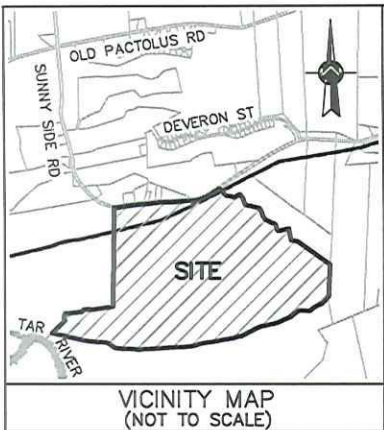 OLD PACTOLUS RD
SUNNY SIDE RD
DEVERON ST
SITE
TAR
RIVER
VICINITY MAP
(NOT TO SCALE)